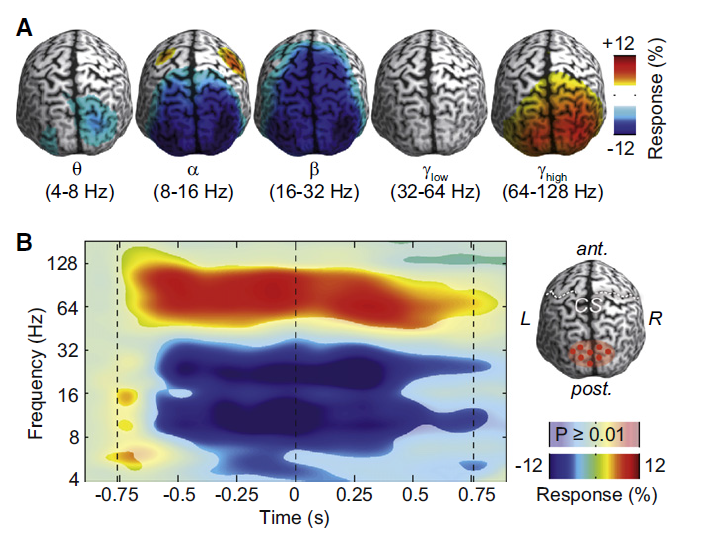 A
+12
-12
Response (%)
θ α β γlow γhigh
(4-8 Hz) (8-16 Hz) (16-32 Hz) (32-64 Hz) (64-128 Hz)
B
128
64
32
16
8
4
Frequency (Hz)
-0.75 -0.5 -0.25 0 0.25 0.5 0.75
Time (s)
ant.
CS
L R
post.
P ≥ 0.01
-12 12
Response (%)